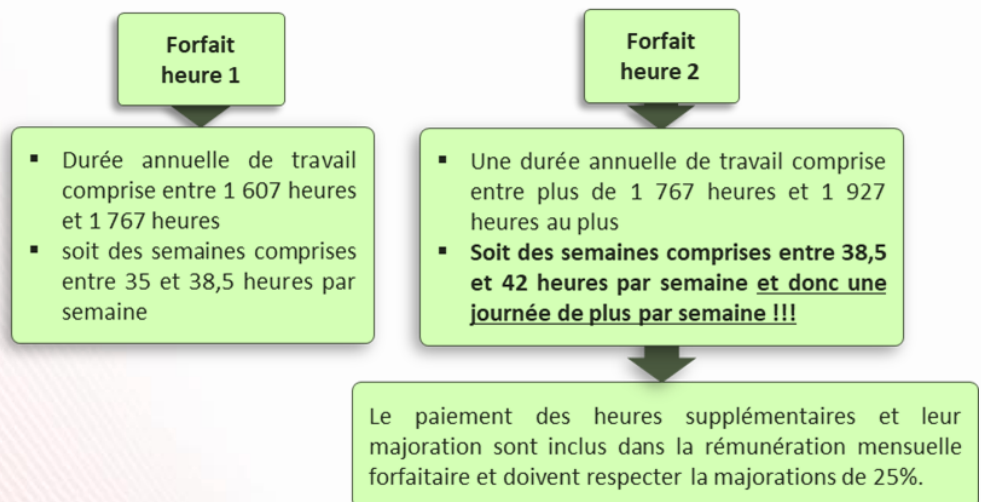 Forfait
heure 1
▪ Durée annuelle de travail
comprise entre 1 607 heures
et 1 767 heures
▪ soit des semaines comprises
entre 35 et 38,5 heures par
semaine
Forfait
heure 2
▪ Une durée annuelle de travail comprise
entre plus de 1 767 heures et 1 927
heures au plus
▪ Soit des semaines comprises entre 38,5
et 42 heures par semaine et donc une
journée de plus par semaine !!!
Le paiement des heures supplémentaires et leur
majoration sont inclus dans la rémunération mensuelle
forfaitaire et doivent respecter la majorations de 25%.